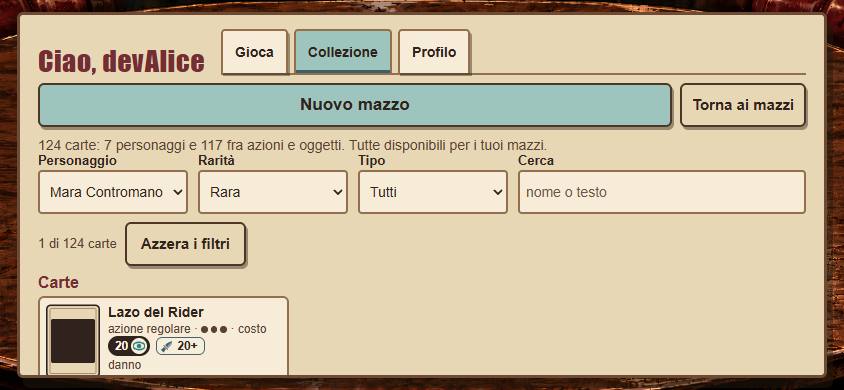 Ciao, devAlice
Gioca
Collezione
Profilo
Nuovo mazzo
Torna ai mazzi
124 carte: 7 personaggi e 117 fra azioni e oggetti. Tutte disponibili per i tuoi mazzi.
Personaggio
Rarità
Tipo
Cerca
Mara Contromano
Rara
Tutti
nome o testo
1 di 124 carte
Azzera i filtri
Carte
Lazo del Rider
azione regolare · ●●● · costo
20
20+
danno